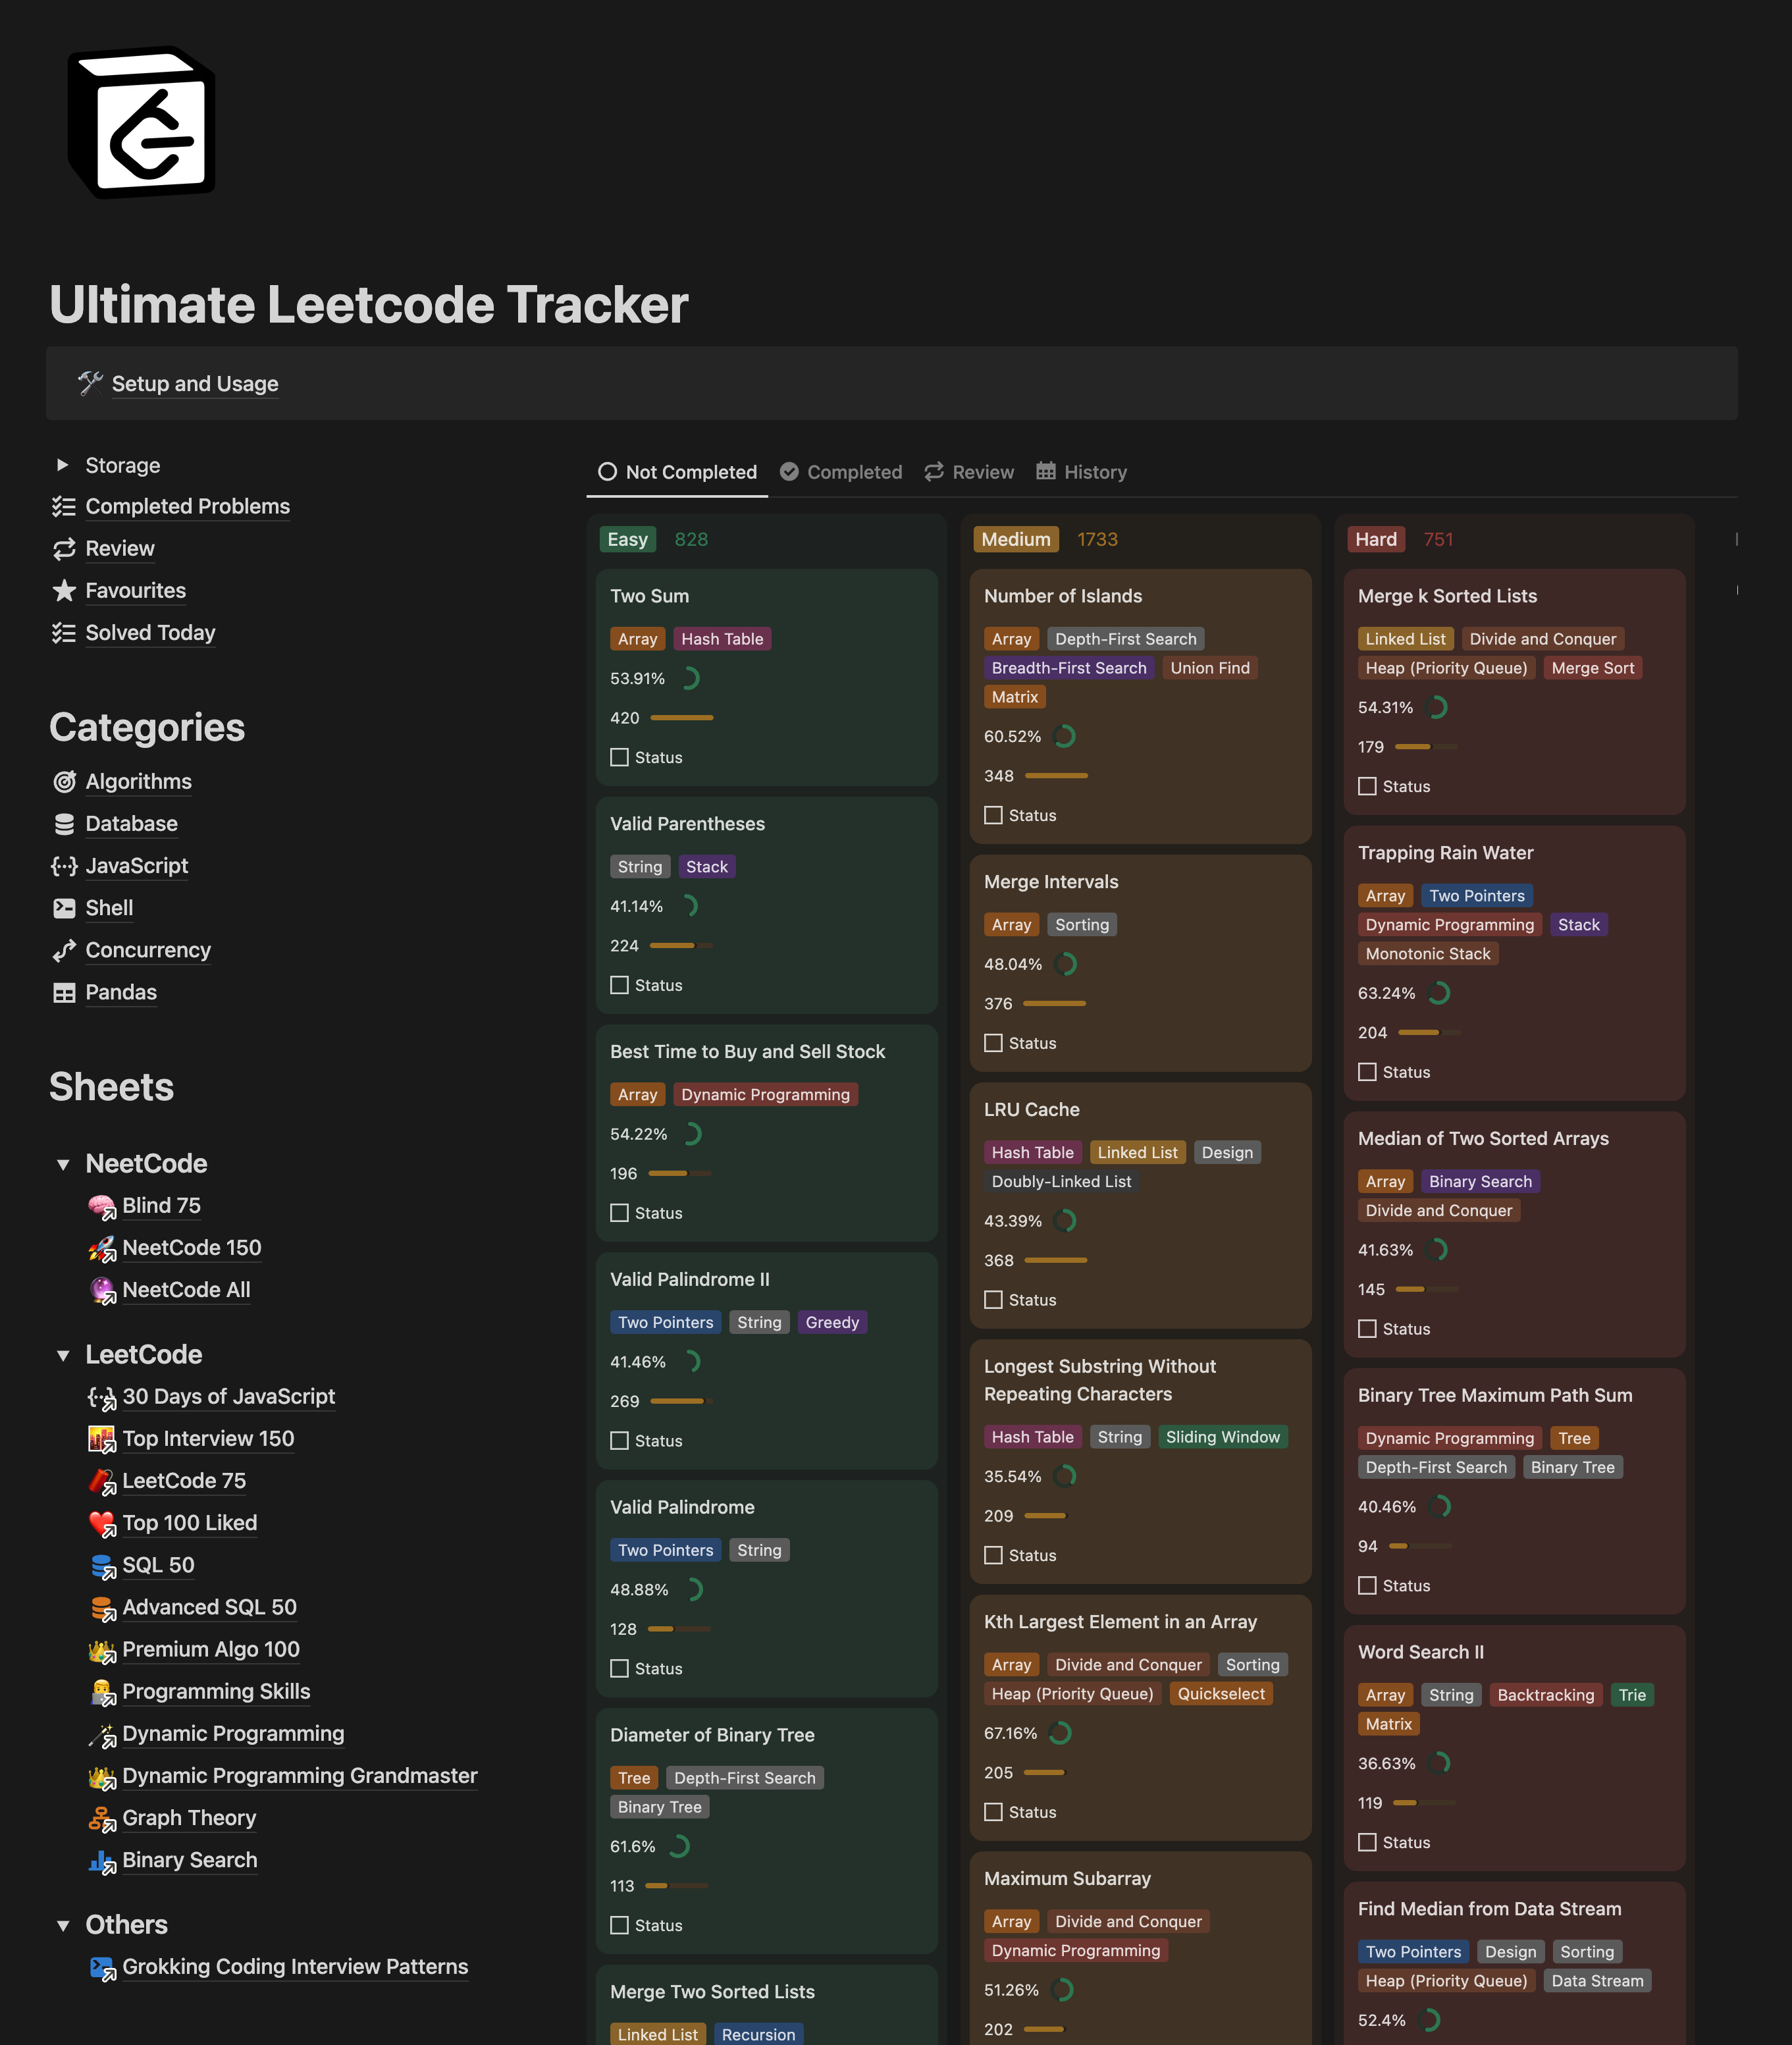 Ultimate Leetcode Tracker
Setup and Usage
Storage
Completed Problems
Review
Favourites
Solved Today
Categories
Algorithms
Database
JavaScript
Shell
Concurrency
Pandas
Sheets
NeetCode
Blind 75
NeetCode 150
NeetCode All
LeetCode
30 Days of JavaScript
Top Interview 150
LeetCode 75
Top 100 Liked
SQL 50
Advanced SQL 50
Premium Algo 100
Programming Skills
Dynamic Programming
Dynamic Programming Grandmaster
Graph Theory
Binary Search
Others
Grokking Coding Interview Patterns
Not Completed Completed Review History
Easy 828
Two Sum
Array Hash Table
53.91%
420
Status
Valid Parentheses
String Stack
41.14%
224
Status
Best Time to Buy and Sell Stock
Array Dynamic Programming
54.22%
196
Status
Valid Palindrome II
Two Pointers String Greedy
41.46%
269
Status
Valid Palindrome
Two Pointers String
48.88%
128
Status
Diameter of Binary Tree
Tree Depth-First Search
Binary Tree
61.6%
113
Status
Merge Two Sorted Lists
Linked List Recursion
Medium 1733
Number of Islands
Array Depth-First Search
Breadth-First Search Union Find
Matrix
60.52%
348
Status
Merge Intervals
Array Sorting
48.04%
376
Status
LRU Cache
Hash Table Linked List Design
Doubly-Linked List
43.39%
368
Status
Longest Substring Without
Repeating Characters
Hash Table String Sliding Window
35.54%
209
Status
Kth Largest Element in an Array
Array Divide and Conquer Sorting
Heap (Priority Queue) Quickselect
67.16%
205
Status
Maximum Subarray
Array Divide and Conquer
Dynamic Programming
51.26%
202
Hard 751
Merge k Sorted Lists
Linked List Divide and Conquer
Heap (Priority Queue) Merge Sort
54.31%
179
Status
Trapping Rain Water
Array Two Pointers
Dynamic Programming Stack
Monotonic Stack
63.24%
204
Status
Median of Two Sorted Arrays
Array Binary Search
Divide and Conquer
41.63%
145
Status
Binary Tree Maximum Path Sum
Dynamic Programming Tree
Depth-First Search Binary Tree
40.46%
94
Status
Word Search II
Array String Backtracking Trie
Matrix
36.63%
119
Status
Find Median from Data Stream
Two Pointers Design Sorting
Heap (Priority Queue) Data Stream
52.4%